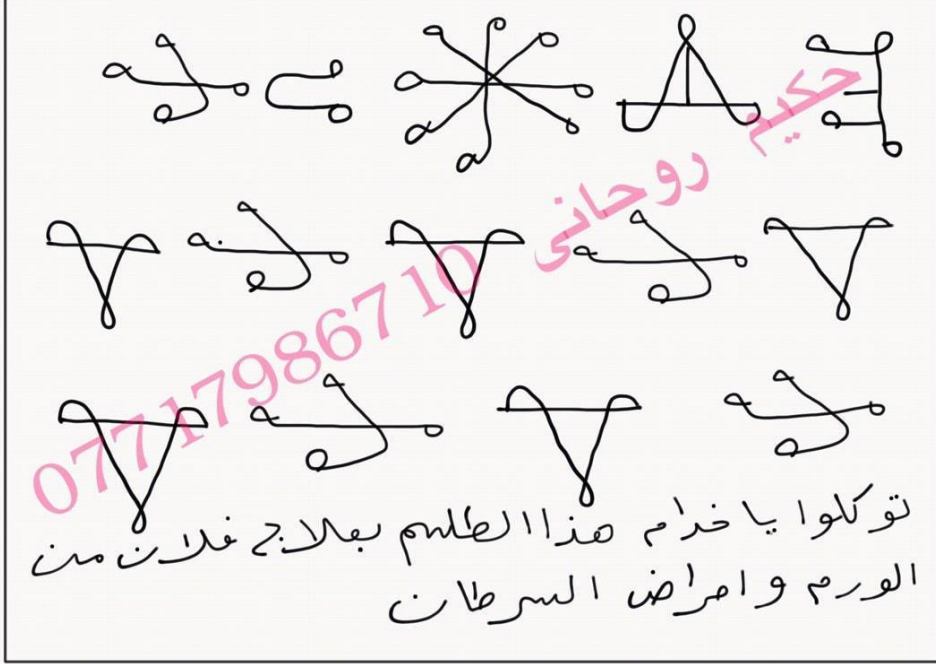 حكيم روحاني 07717986710
توكلوا يا خدام هذا الطلسم بعلاج فلان من
الورم وامراض السرطان